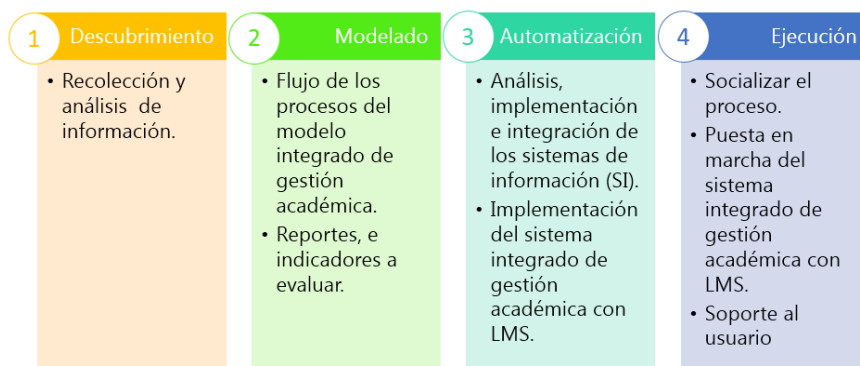 1 Descubrimiento
• Recolección y
análisis de
información.
2 Modelado
• Flujo de los
procesos del
modelo
integrado de
gestión
académica.
• Reportes, e
indicadores a
evaluar.
3 Automatización
• Análisis,
implementación
e integración de
los sistemas de
información (SI).
• Implementación
del sistema
integrado de
gestión
académica con
LMS.
4 Ejecución
• Socializar el
proceso.
• Puesta en
marcha del
sistema
integrado de
gestión
académica con
LMS.
• Soporte al
usuario